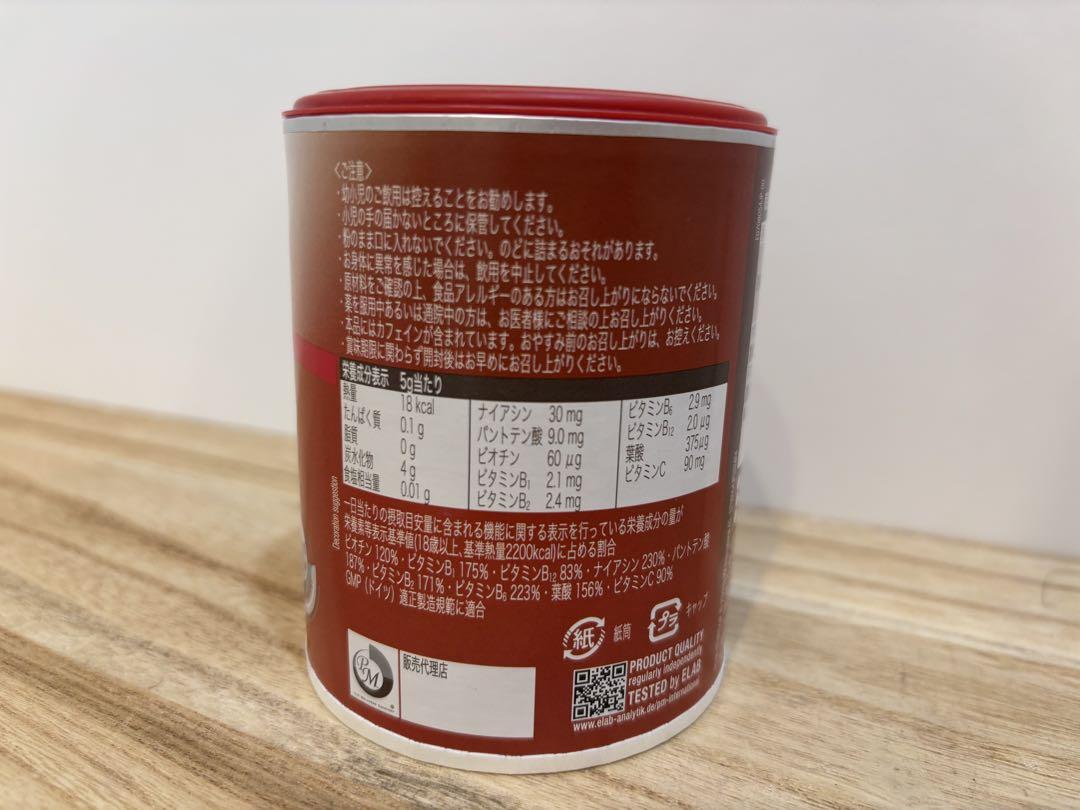 〈ご注意〉
・幼小児のご飲用は控えることをお勧めします。
・小児の手の届かないところに保管してください。
・粉のまま口に入れないでください。のどに詰まるおそれがあります。
・お身体に異常を感じた場合は、飲用を中止してください。
・原材料をご確認の上、食品アレルギーのある方はお召し上がりにならないでください。
・薬を服用中あるいは通院中の方は、お医者様にご相談の上お召し上がりください。
・本品にはカフェインが含まれています。おやすみ前のお召し上がりは、お控えください。
・賞味期限に関わらず開封後はお早めにお召し上がりください。
栄養成分表示 5g当たり
熱量 18 kcal
たんぱく質 0.1 g
脂質 0 g
炭水化物 4 g
食塩相当量 0.01 g
ナイアシン 30 mg
パントテン酸 9.0 mg
ビオチン 60 μg
ビタミンB₁ 2.1 mg
ビタミンB₂ 2.4 mg
ビタミンB₆ 2.9 mg
ビタミンB₁₂ 2.0 μg
葉酸 375μg
ビタミンC 90 mg
Decoration suggestion
一日当たりの摂取目安量に含まれる機能に関する表示を行っている栄養成分の量が
栄養素等表示基準値(18歳以上、基準熱量2200kcal)に占める割合
ビオチン 120%・ビタミンB₁ 175%・ビタミンB₁₂ 83%・ナイアシン 230%・パントテン酸
187%・ビタミンB₂ 171%・ビタミンB₆ 223%・葉酸 156%・ビタミンC 90%
GMP（ドイツ）適正製造規範に適合
紙 紙筒 プラ キャップ
PM
販売代理店
PRODUCT QUALITY
regularly independently
TESTED by ELAB
www.elab-analytik.de/pm-international